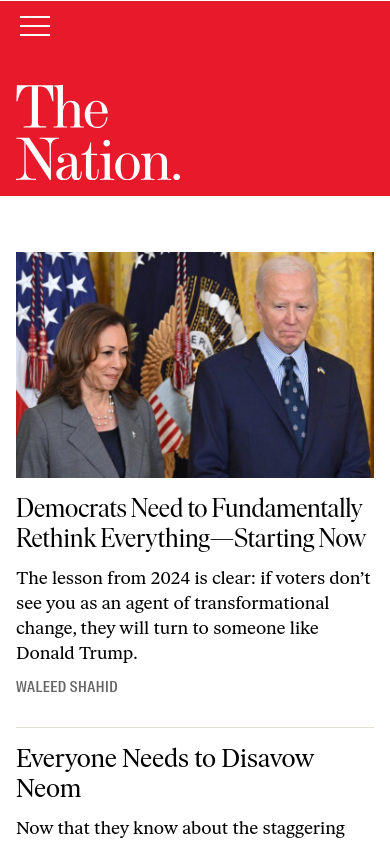 The
Nation.
Democrats Need to Fundamentally
Rethink Everything—Starting Now
The lesson from 2024 is clear: if voters don’t
see you as an agent of transformational
change, they will turn to someone like
Donald Trump.
WALEED SHAHID
Everyone Needs to Disavow
Neom
Now that they know about the staggering